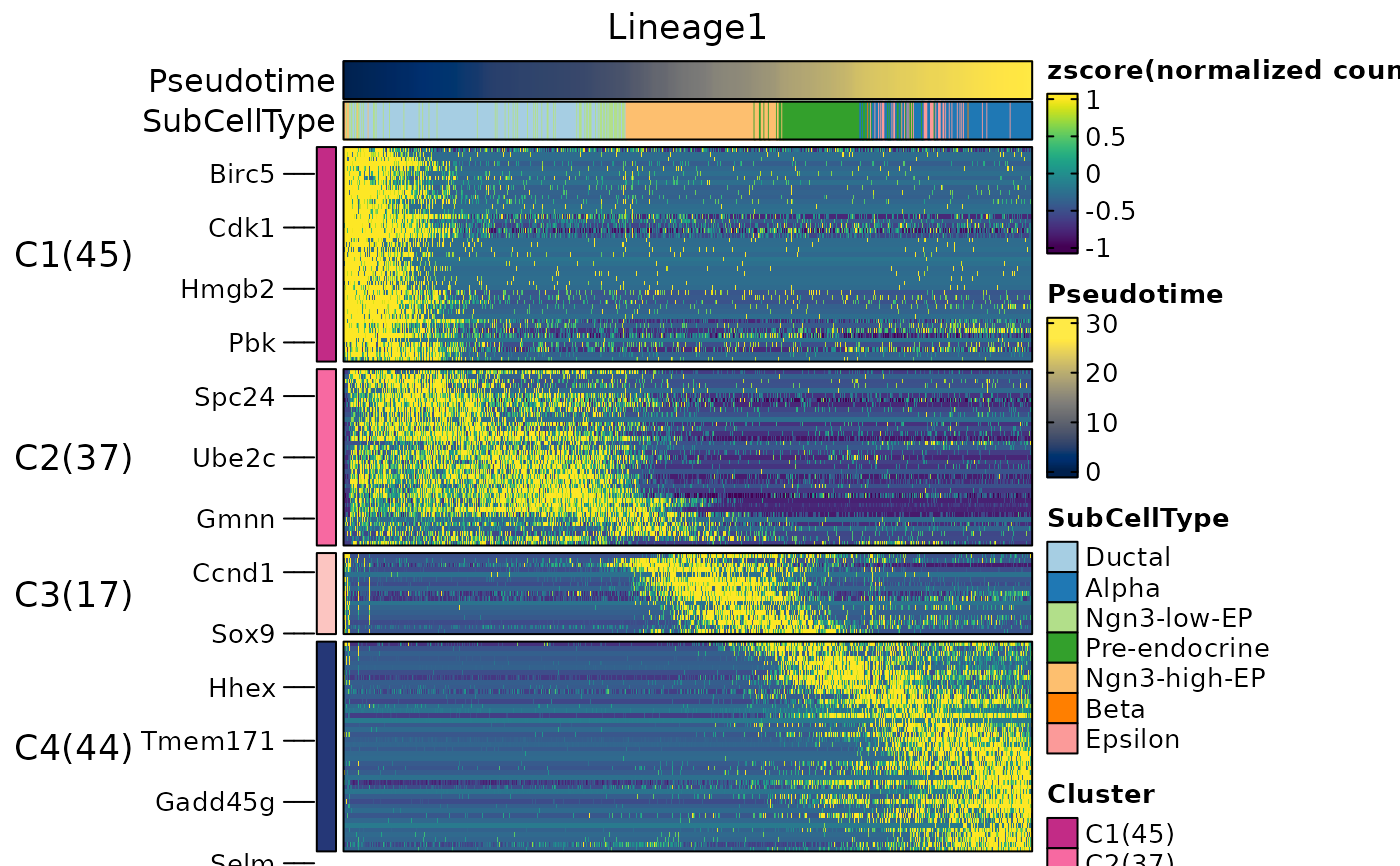 Lineage1
Pseudotime
SubCellType
C1(45)
Birc5
Cdk1
Hmgb2
Pbk
C2(37)
Spc24
Ube2c
Gmnn
C3(17)
Ccnd1
Sox9
C4(44)
Hhex
Tmem171
Gadd45g
Selm
zscore(normalized coun
1
0.5
0
-0.5
-1
Pseudotime
30
20
10
0
SubCellType
Ductal
Alpha
Ngn3-low-EP
Pre-endocrine
Ngn3-high-EP
Beta
Epsilon
Cluster
C1(45)
C2(37)